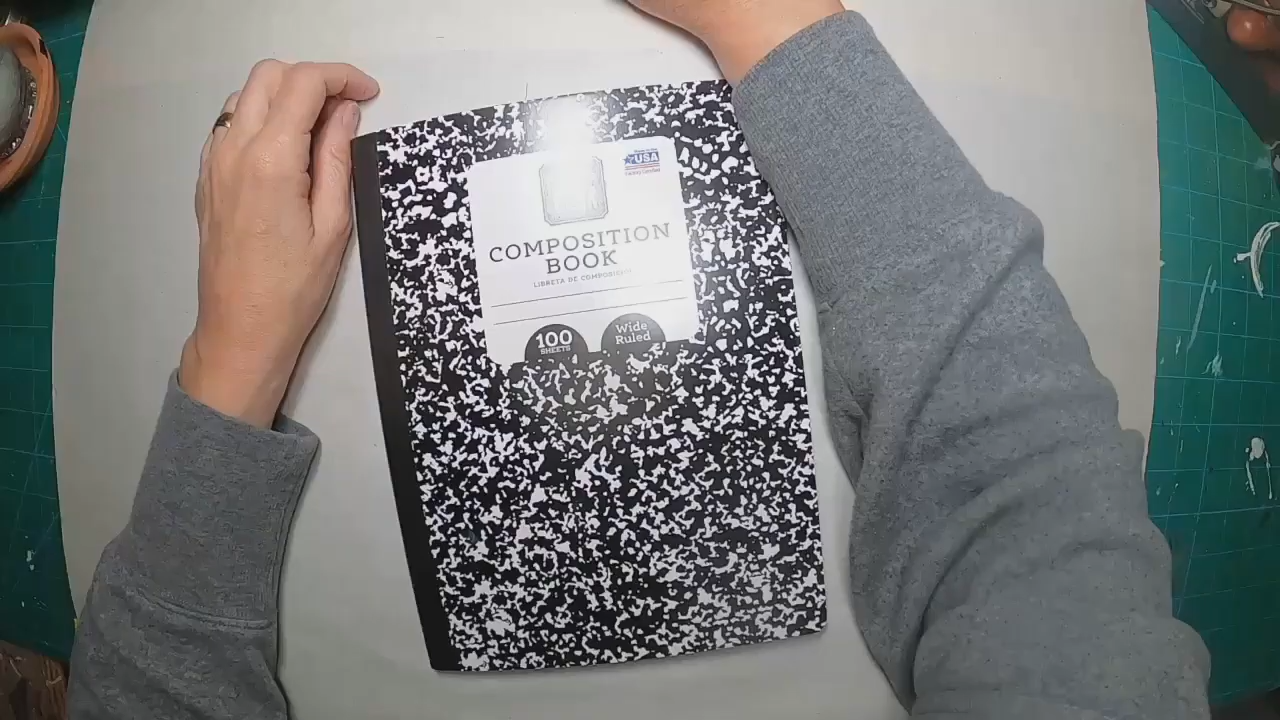 USA
COMPOSITION
BOOK
LIBRETA DE COMPOSICIÓN
100
SHEETS
Wide
Ruled